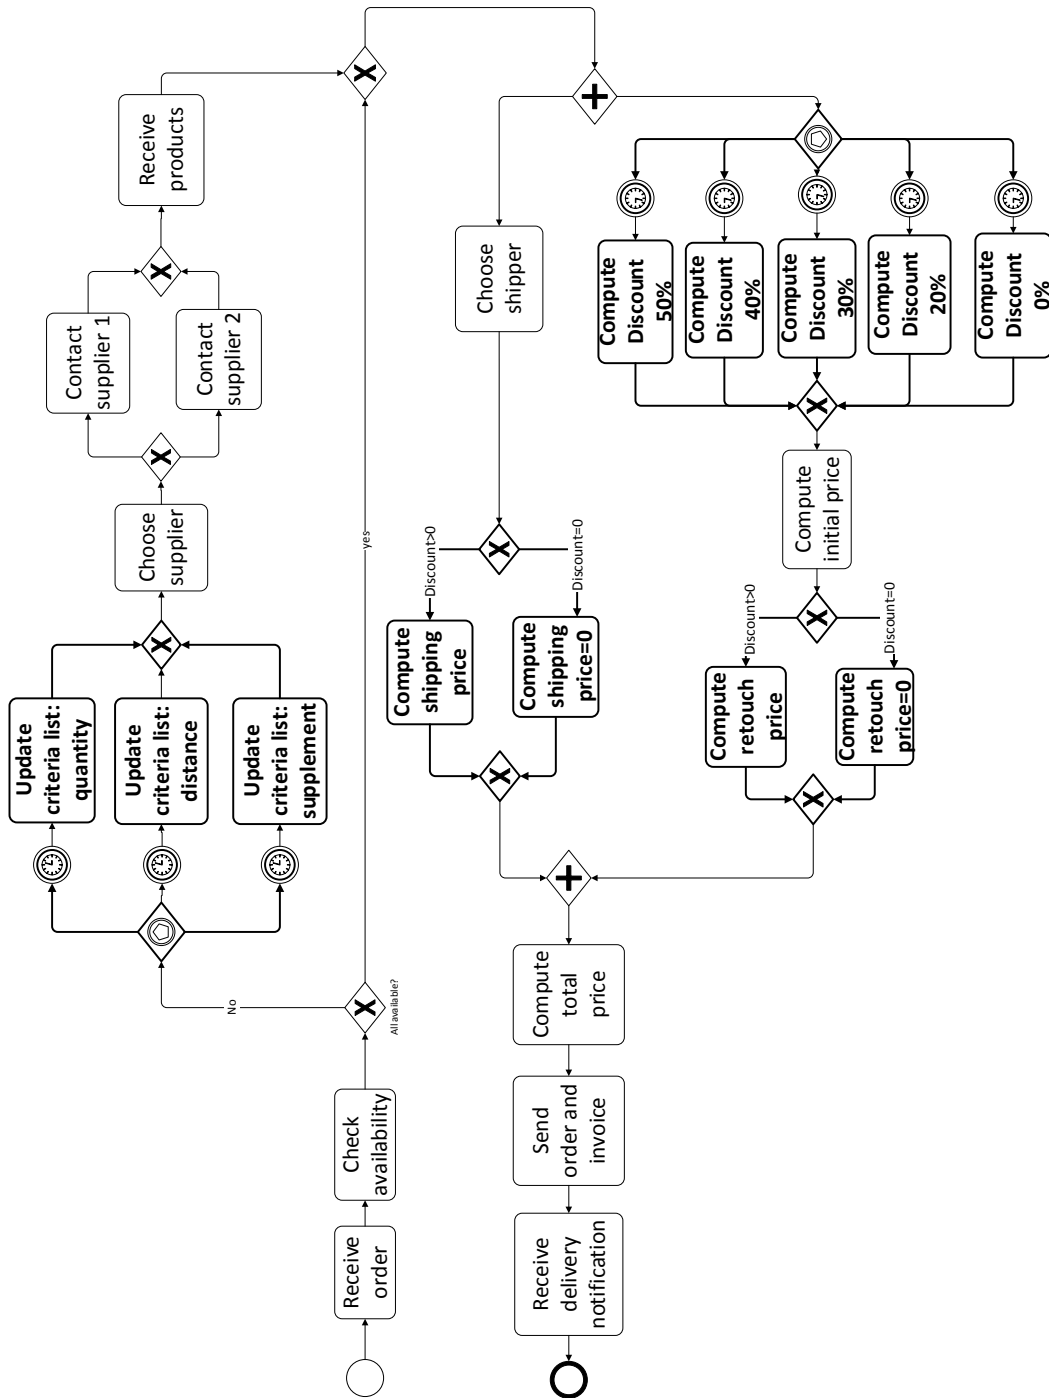 Receive
order
Check
availability
All available?
No
yes
Update
criteria list:
quantity
Update
criteria list:
distance
Update
criteria list:
supplement
Choose
supplier
Contact
supplier 1
Contact
supplier 2
Receive
products
Choose
shipper
Discount>0
Discount=0
Compute
shipping
price
Compute
shipping
price=0
Compute
Discount
50%
Compute
Discount
40%
Compute
Discount
30%
Compute
Discount
20%
Compute
Discount
0%
Compute
initial price
Discount>0
Discount=0
Compute
retouch
price
Compute
retouch
price=0
Compute
total
price
Send
order and
invoice
Receive
delivery
notification